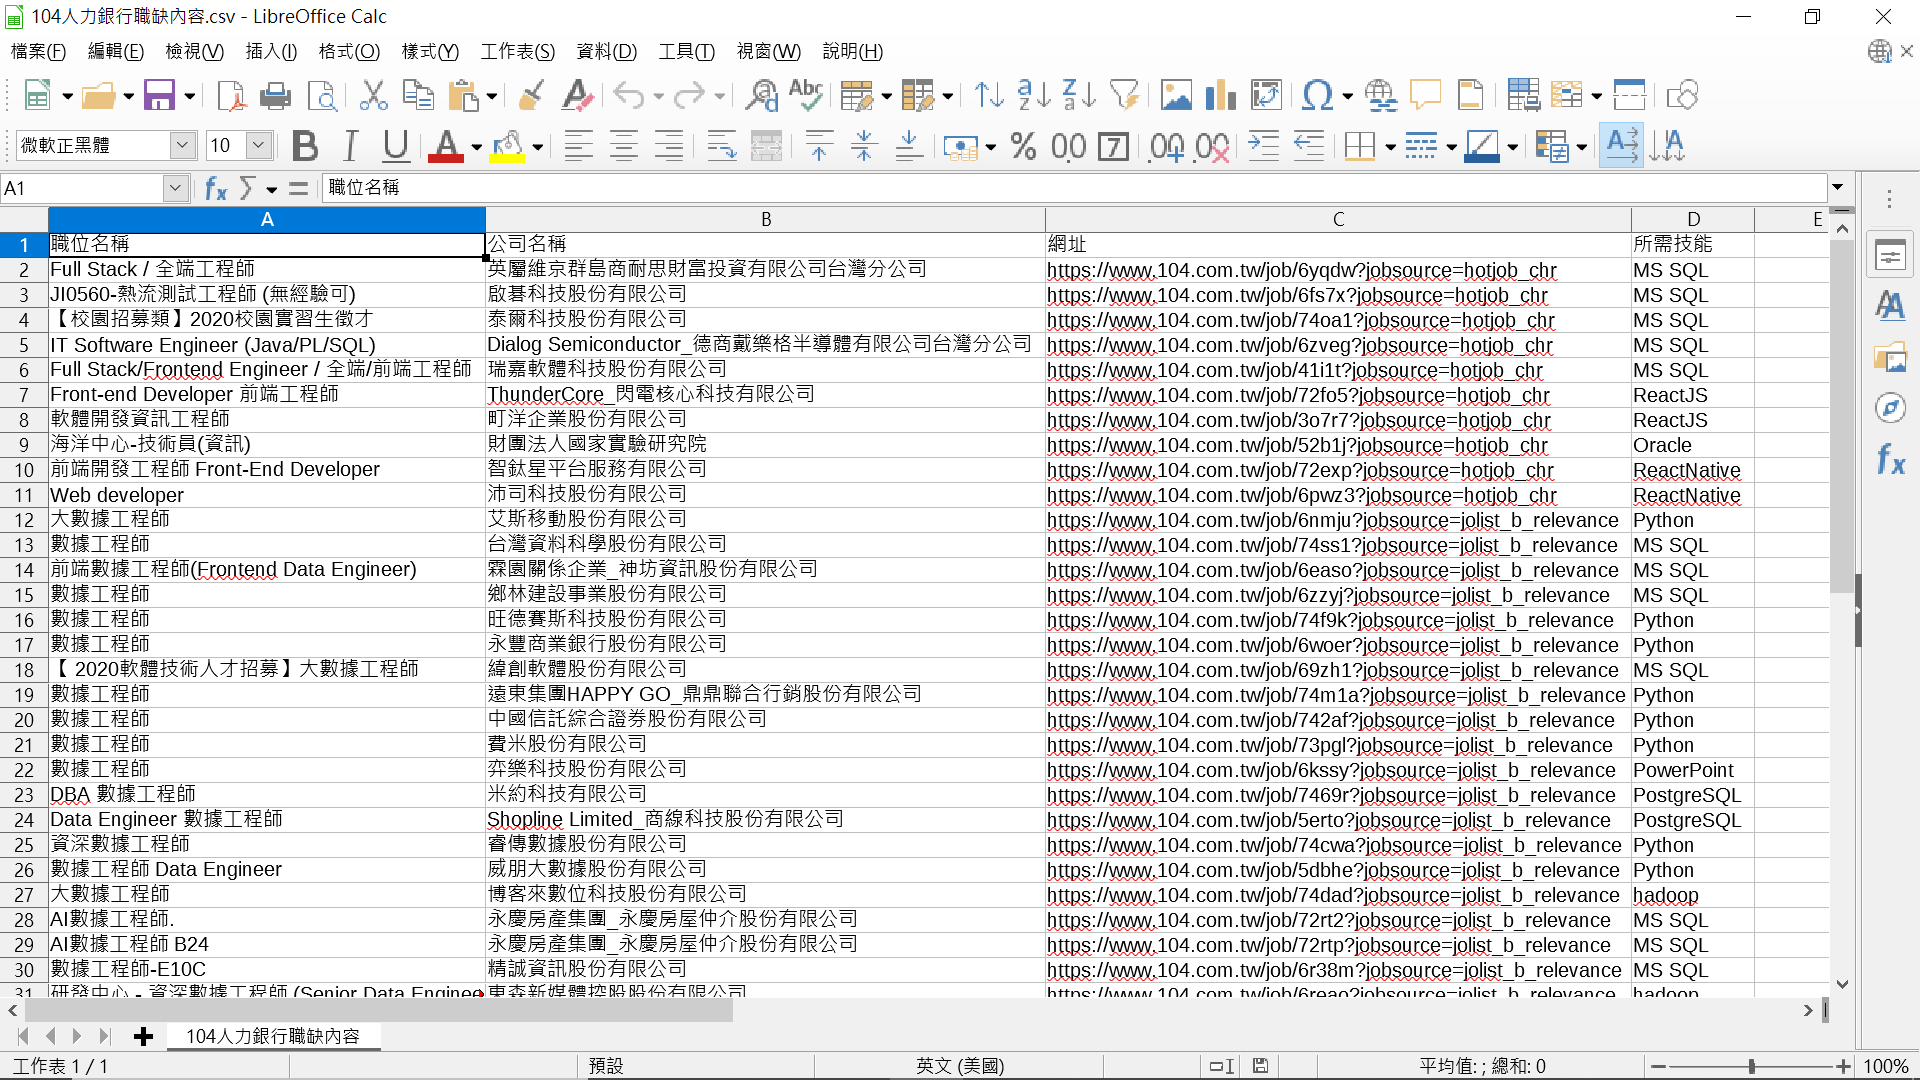 104人力銀行職缺內容.csv - LibreOffice Calc
檔案(F) 編輯(E) 檢視(V) 插入(I) 格式(O) 樣式(Y) 工作表(S) 資料(D) 工具(T) 視窗(W) 說明(H)
微軟正黑體 10
A1 職位名稱
A B C D E
1 職位名稱 公司名稱 網址 所需技能
2 Full Stack / 全端工程師 英屬維京群島商耐思財富投資有限公司台灣分公司 https://www.104.com.tw/job/6yqdw?jobsource=hotjob_chr MS SQL
3 JI0560-熱流測試工程師 (無經驗可) 啟碁科技股份有限公司 https://www.104.com.tw/job/6fs7x?jobsource=hotjob_chr MS SQL
4 【校園招募類】2020校園實習生徵才 泰爾科技股份有限公司 https://www.104.com.tw/job/74oa1?jobsource=hotjob_chr MS SQL
5 IT Software Engineer (Java/PL/SQL) Dialog Semiconductor_德商戴樂格半導體有限公司台灣分公司 https://www.104.com.tw/job/6zveg?jobsource=hotjob_chr MS SQL
6 Full Stack/Frontend Engineer / 全端/前端工程師 瑞嘉軟體科技股份有限公司 https://www.104.com.tw/job/41i1t?jobsource=hotjob_chr MS SQL
7 Front-end Developer 前端工程師 ThunderCore_閃電核心科技有限公司 https://www.104.com.tw/job/72fo5?jobsource=hotjob_chr ReactJS
8 軟體開發資訊工程師 町洋企業股份有限公司 https://www.104.com.tw/job/3o7r7?jobsource=hotjob_chr ReactJS
9 海洋中心-技術員(資訊) 財團法人國家實驗研究院 https://www.104.com.tw/job/52b1j?jobsource=hotjob_chr Oracle
10 前端開發工程師 Front-End Developer 智鈦星平台服務有限公司 https://www.104.com.tw/job/72exp?jobsource=hotjob_chr ReactNative
11 Web developer 沛司科技股份有限公司 https://www.104.com.tw/job/6pwz3?jobsource=hotjob_chr ReactNative
12 大數據工程師 艾斯移動股份有限公司 https://www.104.com.tw/job/6nmju?jobsource=jolist_b_relevance Python
13 數據工程師 台灣資料科學股份有限公司 https://www.104.com.tw/job/74ss1?jobsource=jolist_b_relevance MS SQL
14 前端數據工程師(Frontend Data Engineer) 霖園關係企業_神坊資訊股份有限公司 https://www.104.com.tw/job/6easo?jobsource=jolist_b_relevance MS SQL
15 數據工程師 鄉林建設事業股份有限公司 https://www.104.com.tw/job/6zzyj?jobsource=jolist_b_relevance MS SQL
16 數據工程師 旺德賽斯科技股份有限公司 https://www.104.com.tw/job/74f9k?jobsource=jolist_b_relevance Python
17 數據工程師 永豐商業銀行股份有限公司 https://www.104.com.tw/job/6woer?jobsource=jolist_b_relevance Python
18 【 2020軟體技術人才招募】大數據工程師 緯創軟體股份有限公司 https://www.104.com.tw/job/69zh1?jobsource=jolist_b_relevance MS SQL
19 數據工程師 遠東集團HAPPY GO_鼎鼎聯合行銷股份有限公司 https://www.104.com.tw/job/74m1a?jobsource=jolist_b_relevance Python
20 數據工程師 中國信託綜合證券股份有限公司 https://www.104.com.tw/job/742af?jobsource=jolist_b_relevance Python
21 數據工程師 費米股份有限公司 https://www.104.com.tw/job/73pgl?jobsource=jolist_b_relevance Python
22 數據工程師 弈樂科技股份有限公司 https://www.104.com.tw/job/6kssy?jobsource=jolist_b_relevance PowerPoint
23 DBA 數據工程師 米約科技有限公司 https://www.104.com.tw/job/7469r?jobsource=jolist_b_relevance PostgreSQL
24 Data Engineer 數據工程師 Shopline Limited_商線科技股份有限公司 https://www.104.com.tw/job/5erto?jobsource=jolist_b_relevance PostgreSQL
25 資深數據工程師 睿傳數據股份有限公司 https://www.104.com.tw/job/74cwa?jobsource=jolist_b_relevance Python
26 數據工程師 Data Engineer 威朋大數據股份有限公司 https://www.104.com.tw/job/5dbhe?jobsource=jolist_b_relevance Python
27 大數據工程師 博客來數位科技股份有限公司 https://www.104.com.tw/job/74dad?jobsource=jolist_b_relevance hadoop
28 AI數據工程師. 永慶房產集團_永慶房屋仲介股份有限公司 https://www.104.com.tw/job/72rt2?jobsource=jolist_b_relevance MS SQL
29 AI數據工程師 B24 永慶房產集團_永慶房屋仲介股份有限公司 https://www.104.com.tw/job/72rtp?jobsource=jolist_b_relevance MS SQL
30 數據工程師-E10C 精誠資訊股份有限公司 https://www.104.com.tw/job/6r38m?jobsource=jolist_b_relevance MS SQL
31 研發中心 - 資深數據工程師 (Senior Data Enginee 東森新媒體控股股份有限公司 https://www.104.com.tw/job/6reao?jobsource=jolist_b_relevance hadoop
104人力銀行職缺內容
工作表 1 / 1 預設 英文 (美國) 平均值: ; 總和: 0 100%